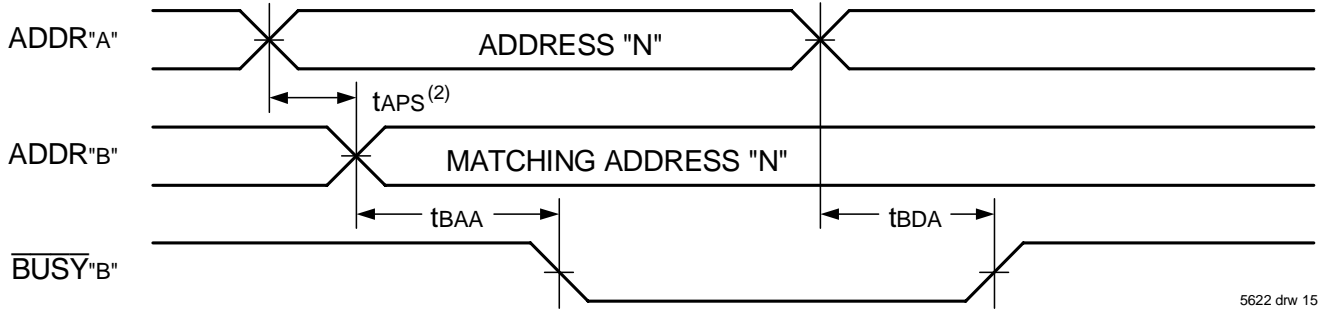 ADDR"A"
ADDRESS "N"
tAPS(2)
ADDR"B"
MATCHING ADDRESS "N"
tBAA
tBDA
BUSY"B"
5622 drw 15